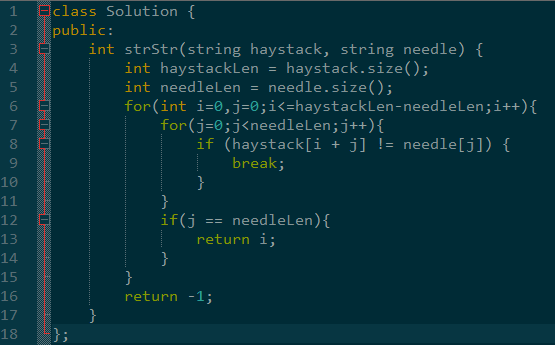 1 class Solution {
2 public:
3     int strStr(string haystack, string needle) {
4         int haystackLen = haystack.size();
5         int needleLen = needle.size();
6         for(int i=0,j=0;i<=haystackLen-needleLen;i++){
7             for(j=0;j<needleLen;j++){
8                 if (haystack[i + j] != needle[j]) {
9                     break;
10                 }
11             }
12             if(j == needleLen){
13                 return i;
14             }
15         }
16         return -1;
17     }
18 };